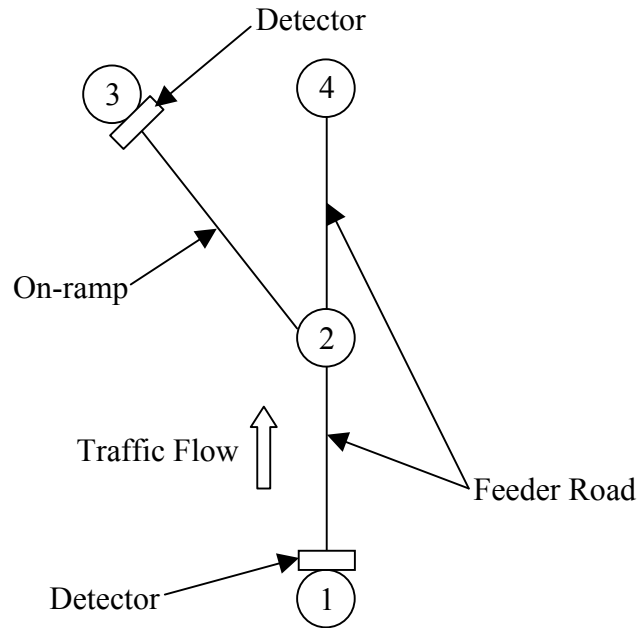 Detector
3
4
On-ramp
2
Traffic Flow
Feeder Road
Detector
1